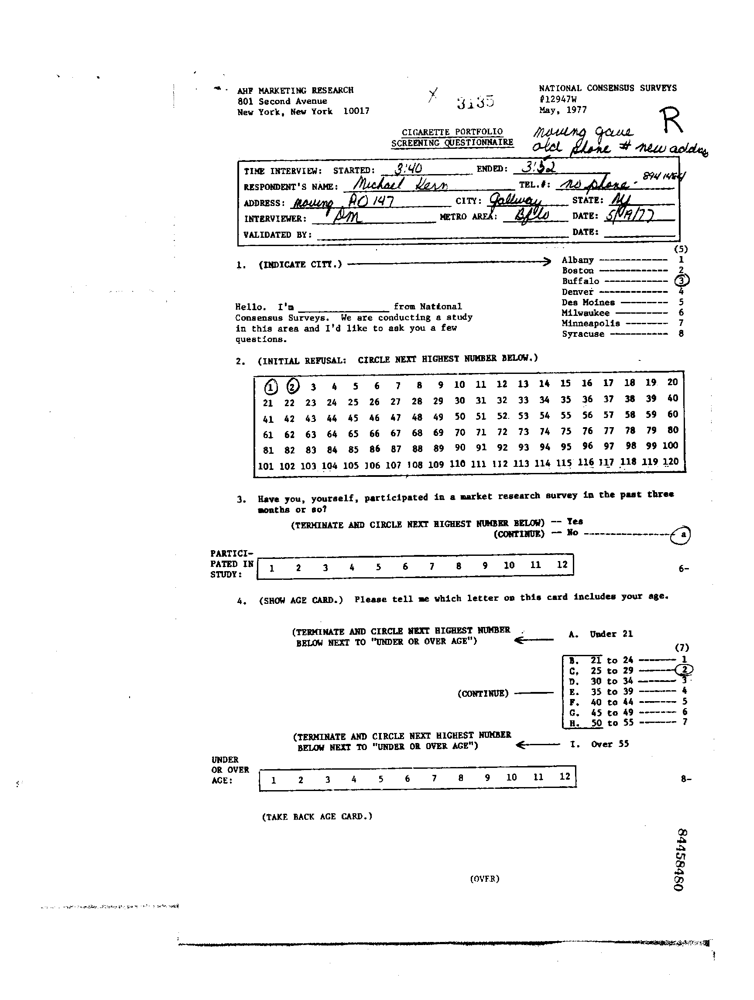 AHF MARKETING RESEARCH
801 Second Avenue
New York, New York 10017
X 3135
NATIONAL CONSENSUS SURVEYS
#12947W
May, 1977
R
moving gave
old phone # new address
CIGARETTE PORTFOLIO
SCREENING QUESTIONNAIRE
TIME INTERVIEW: STARTED: 3:40 ENDED: 3:52
RESPONDENT'S NAME: Michael Kern TEL.#: no phone -
ADDRESS: moving PO 147 CITY: Gallway STATE: NY
INTERVIEWER: METRO AREA: Bflo DATE:
VALIDATED BY: DATE:
(5)
1. (INDICATE CITY.) Albany ------------ 1
Boston ------------ 2
Buffalo ----------- 3
Denver ------------ 4
Des Moines -------- 5
Milwaukee --------- 6
Minneapolis ------- 7
Syracuse ---------- 8
Hello. I'm ______________ from National
Consensus Surveys. We are conducting a study
in this area and I'd like to ask you a few
questions.
2. (INITIAL REFUSAL: CIRCLE NEXT HIGHEST NUMBER BELOW.)
1 2 3 4 5 6 7 8 9 10 11 12 13 14 15 16 17 18 19 20
21 22 23 24 25 26 27 28 29 30 31 32 33 34 35 36 37 38 39 40
41 42 43 44 45 46 47 48 49 50 51 52 53 54 55 56 57 58 59 60
61 62 63 64 65 66 67 68 69 70 71 72 73 74 75 76 77 78 79 80
81 82 83 84 85 86 87 88 89 90 91 92 93 94 95 96 97 98 99 100
101 102 103 104 105 106 107 108 109 110 111 112 113 114 115 116 117 118 119 120
3. Have you, yourself, participated in a market research survey in the past three
months or so?
(TERMINATE AND CIRCLE NEXT HIGHEST NUMBER BELOW) -- Yes
(CONTINUE) -- No ---------------- a
PARTICI-
PATED IN
STUDY: 1 2 3 4 5 6 7 8 9 10 11 12
6-
4. (SHOW AGE CARD.) Please tell me which letter on this card includes your age.
(TERMINATE AND CIRCLE NEXT HIGHEST NUMBER
BELOW NEXT TO "UNDER OR OVER AGE")
A. Under 21
(7)
B. 21 to 24 ------- 1
C. 25 to 29 ------- 2
D. 30 to 34 ------- 3
(CONTINUE) E. 35 to 39 ------- 4
F. 40 to 44 ------- 5
G. 45 to 49 ------- 6
H. 50 to 55 ------- 7
(TERMINATE AND CIRCLE NEXT HIGHEST NUMBER
BELOW NEXT TO "UNDER OR OVER AGE")
I. Over 55
UNDER
OR OVER
AGE: 1 2 3 4 5 6 7 8 9 10 11 12
8-
(TAKE BACK AGE CARD.)
(OVER)
84458480